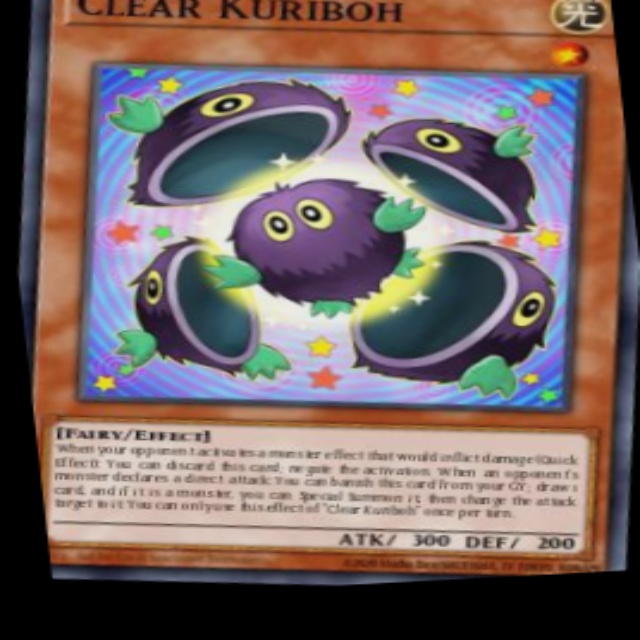 CLEAR KURIBOH
光
[FAIRY/EFFECT]
When your opponent activates a monster effect that would inflict damage (Quick
Effect): You can discard this card; negate the activation. When an opponent's
monster declares a direct attack: You can banish this card from your GY; draw 1
card, and if it is a monster, you can Special Summon it, then change the attack
target to it. You can only use this effect of "Clear Kuriboh" once per turn.
ATK/ 300 DEF/ 200